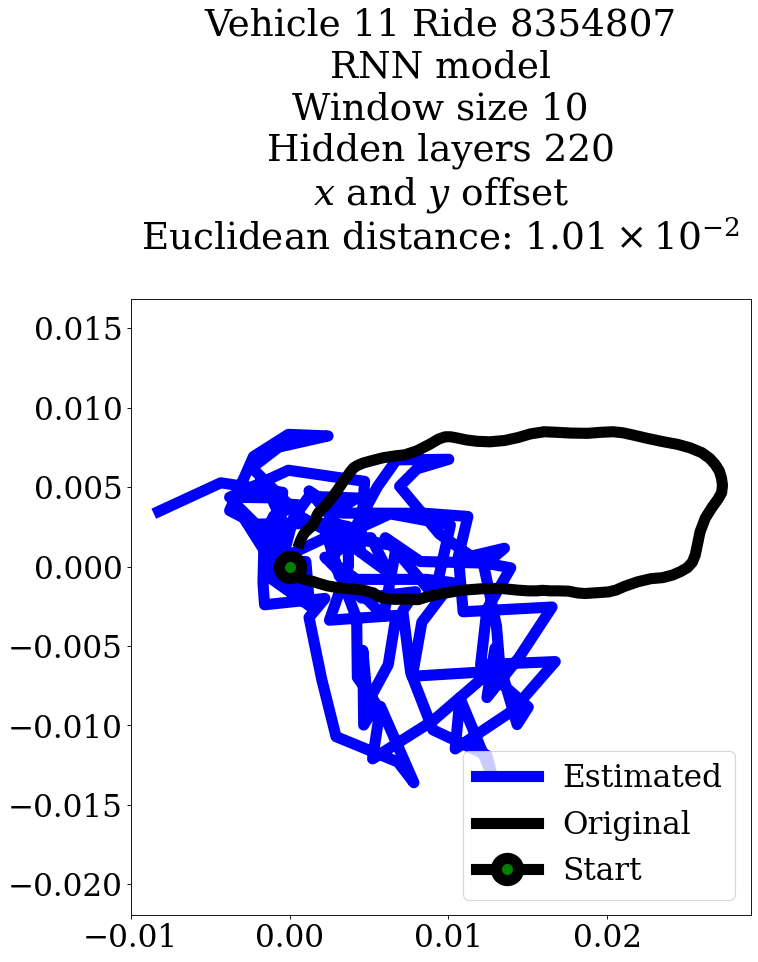 Vehicle 11 Ride 8354807
RNN model
Window size 10
Hidden layers 220
x and y offset
Euclidean distance: 1.01 × 10⁻²
0.015
0.010
0.005
0.000
−0.005
−0.010
−0.015
−0.020
−0.01 0.00 0.01 0.02
Estimated
Original
Start